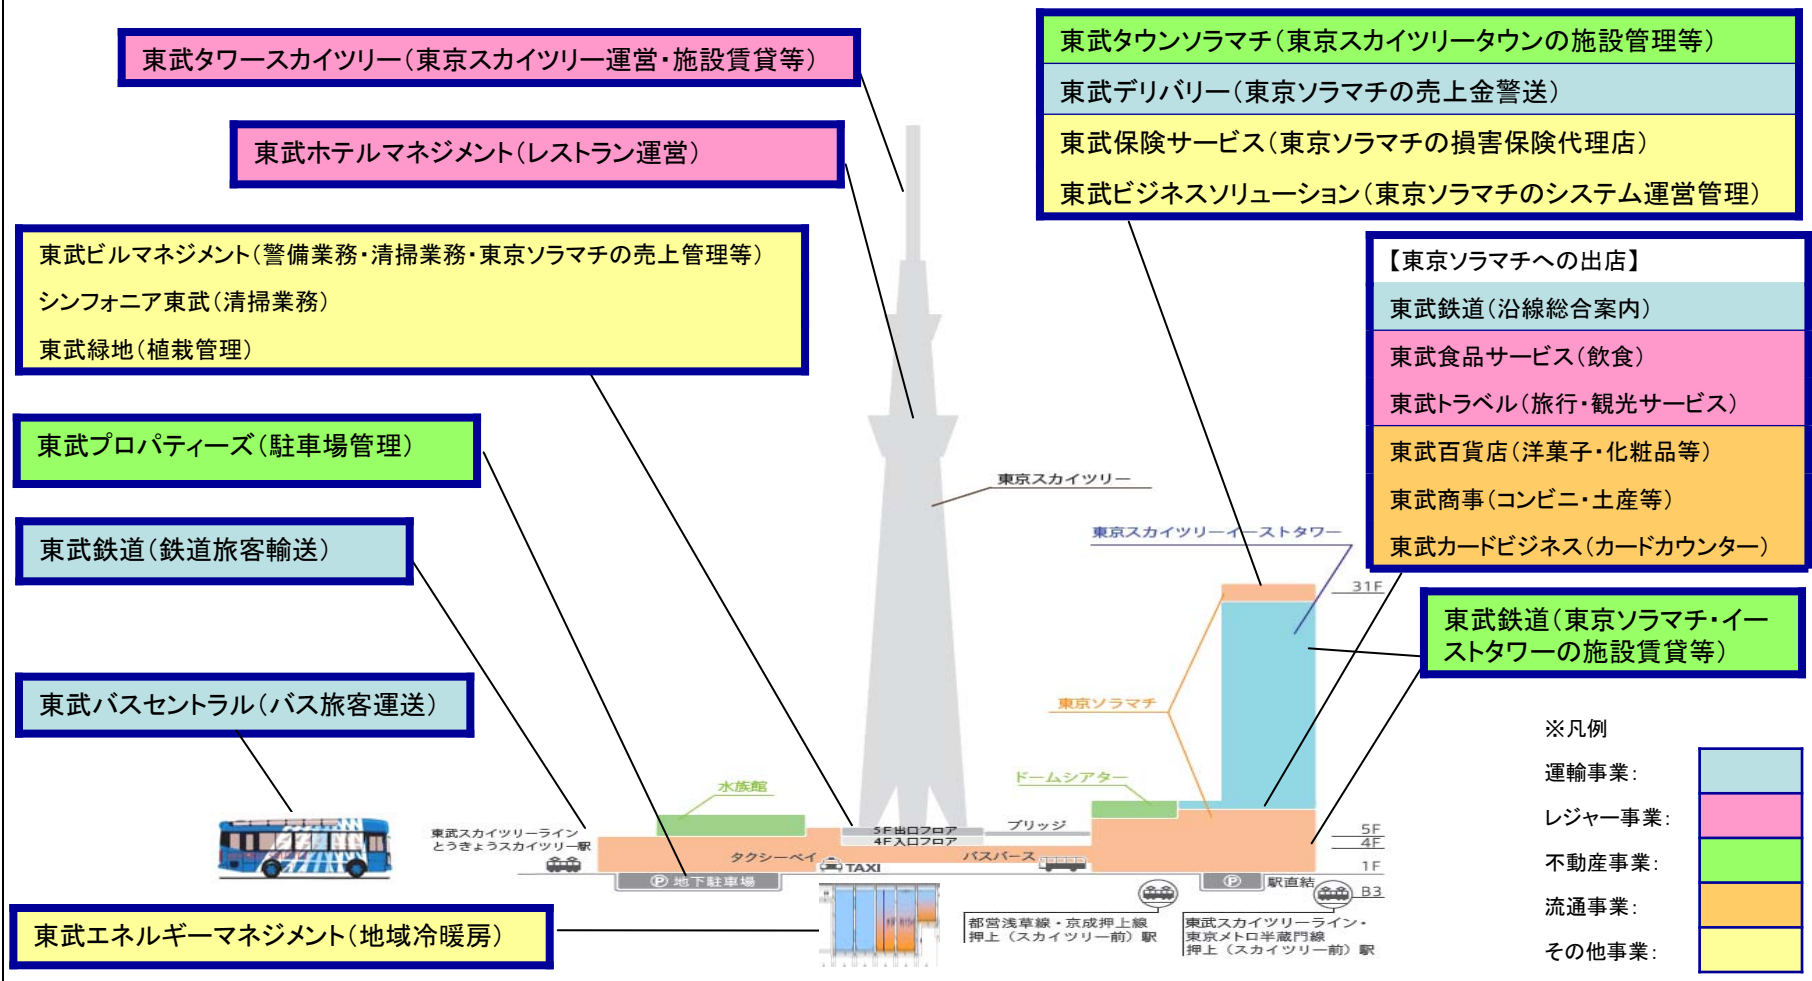 東武タワースカイツリー（東京スカイツリー運営・施設賃貸等）
東武ホテルマネジメント（レストラン運営）
東武ビルマネジメント（警備業務・清掃業務・東京ソラマチの売上管理等）
シンフォニア東武（清掃業務）
東武緑地（植栽管理）
東武プロパティーズ（駐車場管理）
東武鉄道（鉄道旅客輸送）
東武バスセントラル（バス旅客運送）
東武エネルギーマネジメント（地域冷暖房）
東武タウンソラマチ（東京スカイツリータウンの施設管理等）
東武デリバリー（東京ソラマチの売上金警送）
東武保険サービス（東京ソラマチの損害保険代理店）
東武ビジネスソリューション（東京ソラマチのシステム運営管理）
【東京ソラマチへの出店】
東武鉄道（沿線総合案内）
東武食品サービス（飲食）
東武トラベル（旅行・観光サービス）
東武百貨店（洋菓子・化粧品等）
東武商事（コンビニ・土産等）
東武カードビジネス（カードカウンター）
東武鉄道（東京ソラマチ・イー
ストタワーの施設賃貸等）
東京スカイツリー
東京スカイツリーイーストタワー
31F
東京ソラマチ
ドームシアター
水族館
東武スカイツリーライン
とうきょうスカイツリー駅
5F出口フロア
4F入口フロア
ブリッジ
タクシーベイ
TAXI
バスバース
5F
4F
1F
B3
P 地下駐車場
P
駅直結
都営浅草線・京成押上線
押上（スカイツリー前）駅
東武スカイツリーライン・
東京メトロ半蔵門線
押上（スカイツリー前）駅
※凡例
運輸事業：
レジャー事業：
不動産事業：
流通事業：
その他事業：